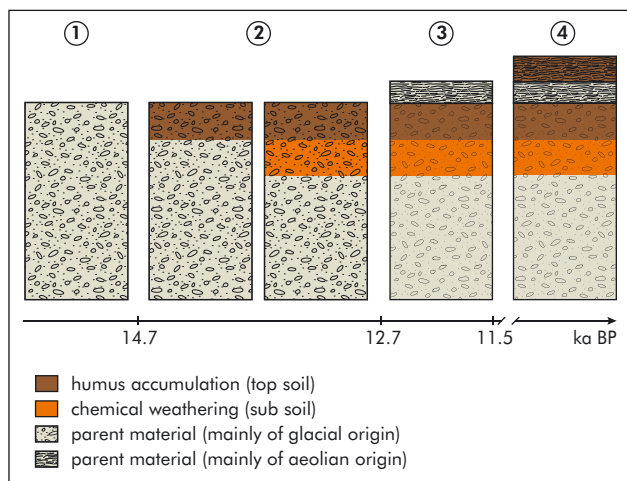 1 2 3 4
14.7 12.7 11.5 ka BP
humus accumulation (top soil)
chemical weathering (sub soil)
parent material (mainly of glacial origin)
parent material (mainly of aeolian origin)